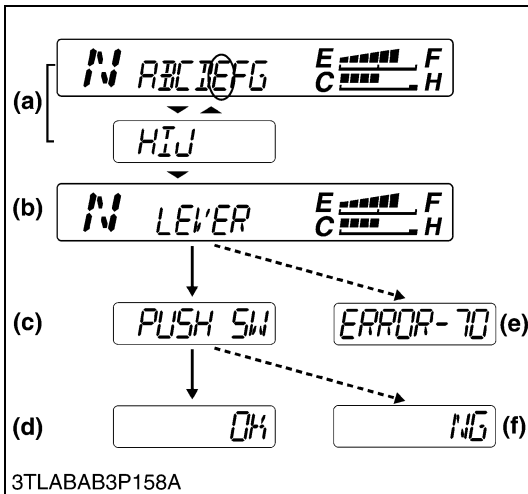 N ABCDEFG E F
C H
(a)
HIJ
(b) N LEVER E F
C H
(c) PUSH SW ERROR-70 (e)
(d) OK NG (f)
3TLABAB3P158A